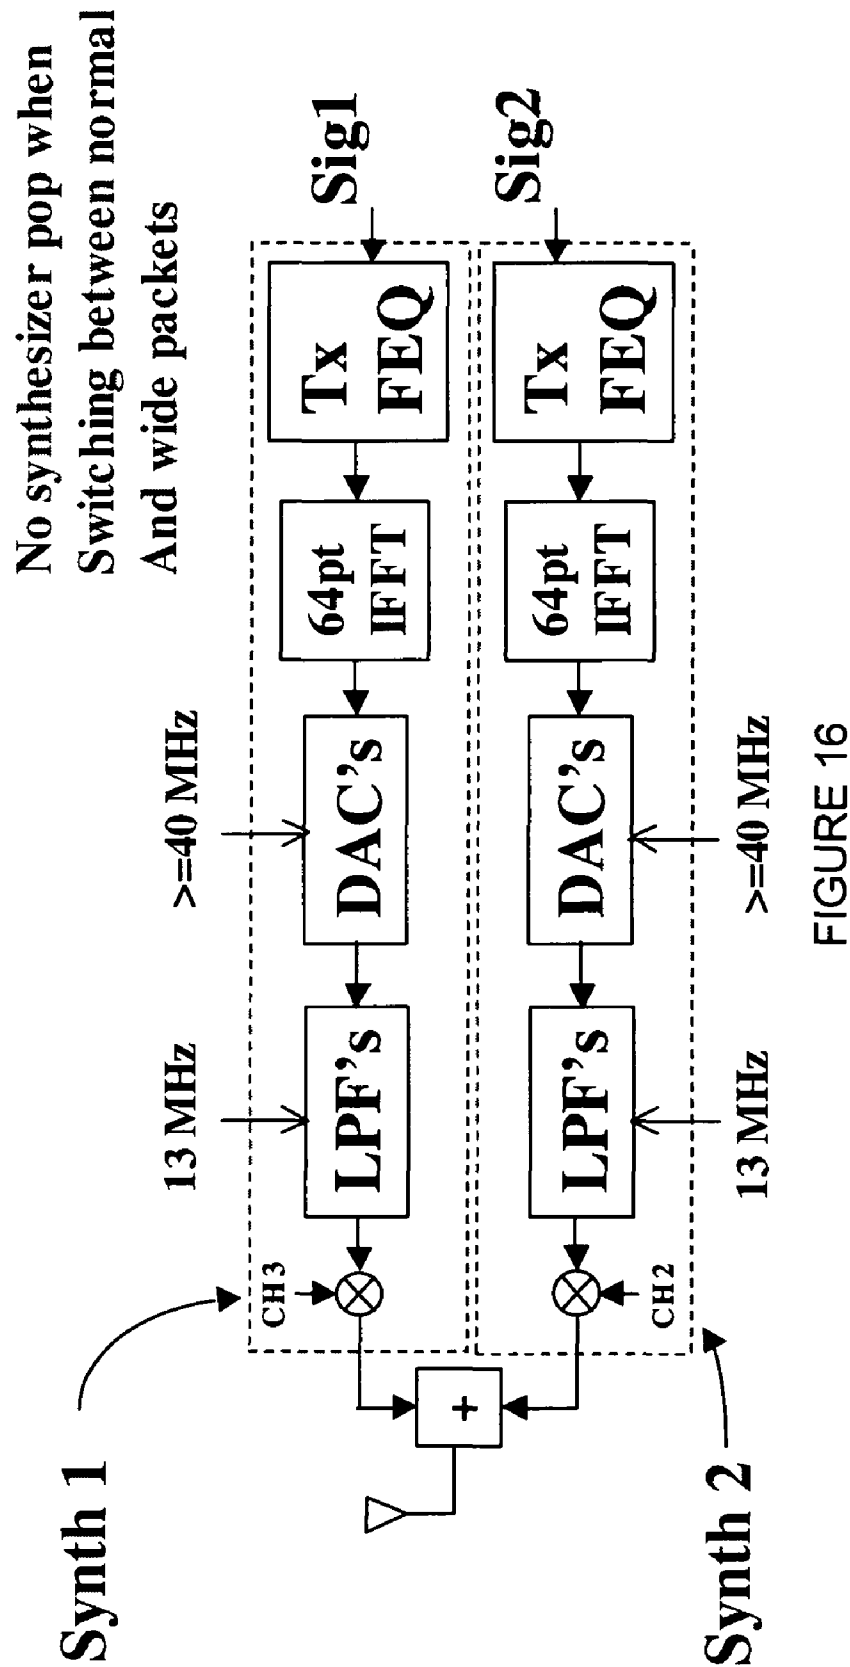 No synthesizer pop when
Switching between normal
And wide packets
Synth 1
13 MHz
>=40 MHz
CH3
LPF's
DAC's
64pt
IFFT
Tx
FEQ
Sig1
+
LPF's
DAC's
64pt
IFFT
Tx
FEQ
Sig2
CH2
Synth 2
13 MHz
>=40 MHz
FIGURE 16